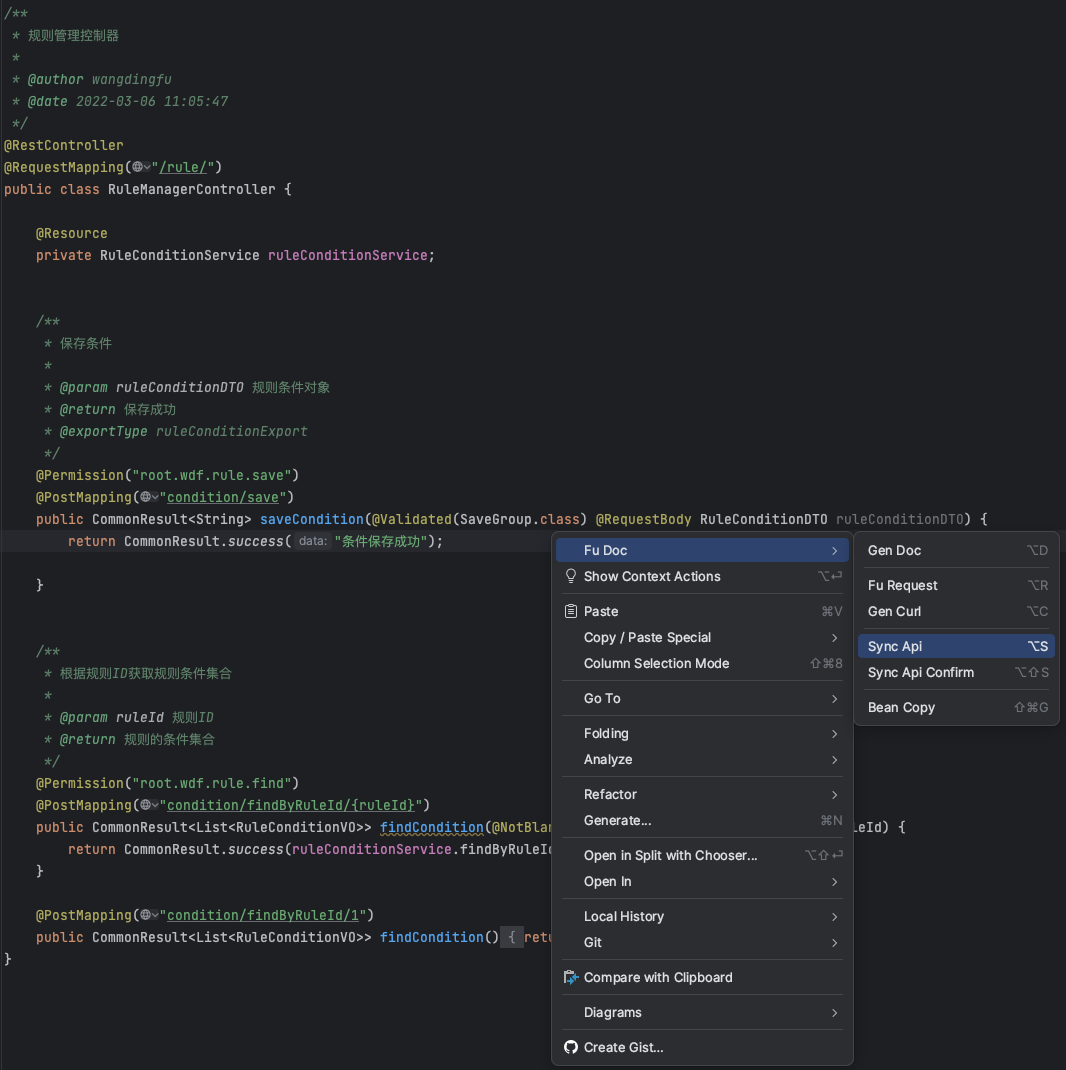 /**
* 规则管理控制器
*
* @author wangdingfu
* @date 2022-03-06 11:05:47
*/
@RestController
@RequestMapping("/rule/")
public class RuleManagerController {
@Resource
private RuleConditionService ruleConditionService;
/**
* 保存条件
*
* @param ruleConditionDTO 规则条件对象
* @return 保存成功
* @exportType ruleConditionExport
*/
@Permission("root.wdf.rule.save")
@PostMapping("condition/save")
public CommonResult<String> saveCondition(@Validated(SaveGroup.class) @RequestBody RuleConditionDTO ruleConditionDTO) {
return CommonResult.success( data: "条件保存成功");
}
/**
* 根据规则ID获取规则条件集合
*
* @param ruleId 规则ID
* @return 规则的条件集合
*/
@Permission("root.wdf.rule.find")
@PostMapping("condition/findByRuleId/{ruleId}")
public CommonResult<List<RuleConditionVO>> findCondition(@NotBlan
leId) {
return CommonResult.success(ruleConditionService.findByRuleId
}
@PostMapping("condition/findByRuleId/1")
public CommonResult<List<RuleConditionVO>> findCondition() { retu
}
Fu Doc
Show Context Actions ⌥⏎
Paste ⌘V
Copy / Paste Special
Column Selection Mode ⇧⌘8
Go To
Folding
Analyze
Refactor
Generate... ⌘N
Open in Split with Chooser... ⌥⇧⏎
Open In
Local History
Git
Compare with Clipboard
Diagrams
Create Gist...
Gen Doc ⌥D
Fu Request ⌥R
Gen Curl ⌥C
Sync Api ⌥S
Sync Api Confirm ⌥⇧S
Bean Copy ⇧⌘G